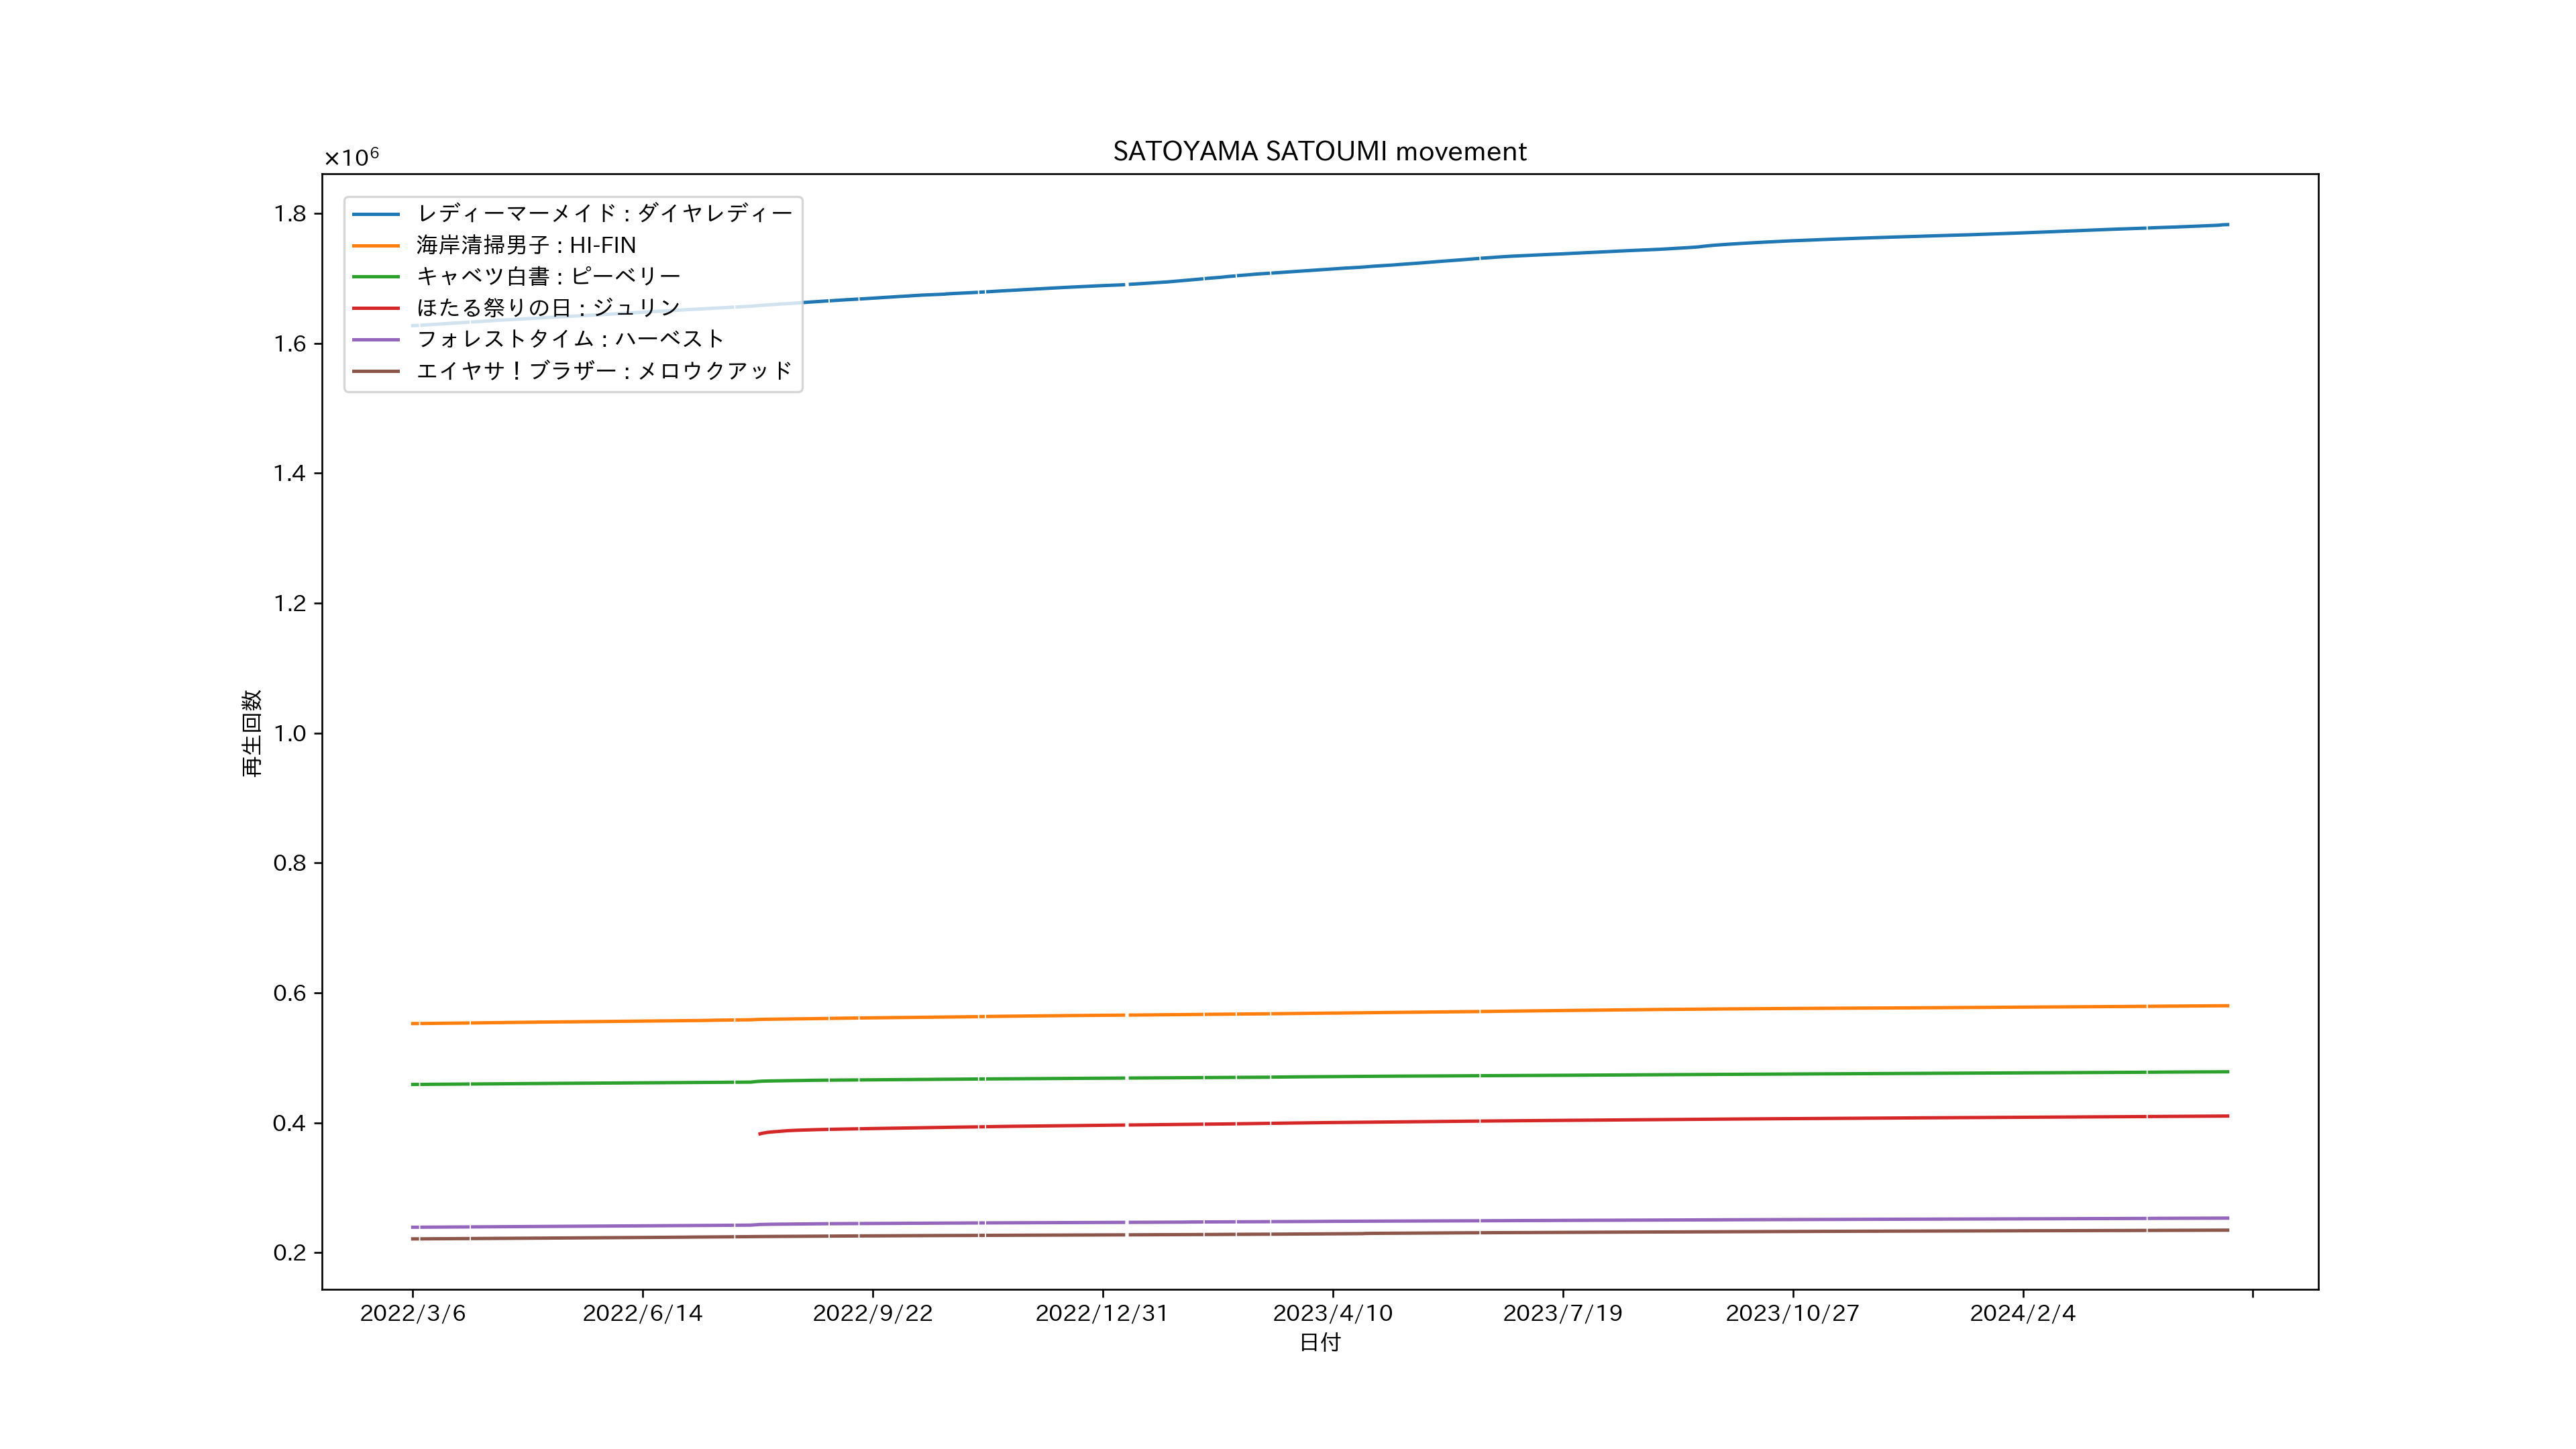 SATOYAMA SATOUMI movement
×10⁶
レディーマーメイド : ダイヤレディー
海岸清掃男子 : HI-FIN
キャベツ白書 : ピーベリー
ほたる祭りの日 : ジュリン
フォレストタイム : ハーベスト
エイヤサ！ブラザー : メロウクアッド
1.8
1.6
1.4
1.2
1.0
0.8
0.6
0.4
0.2
再生回数
2022/3/6 2022/6/14 2022/9/22 2022/12/31 2023/4/10 2023/7/19 2023/10/27 2024/2/4
日付